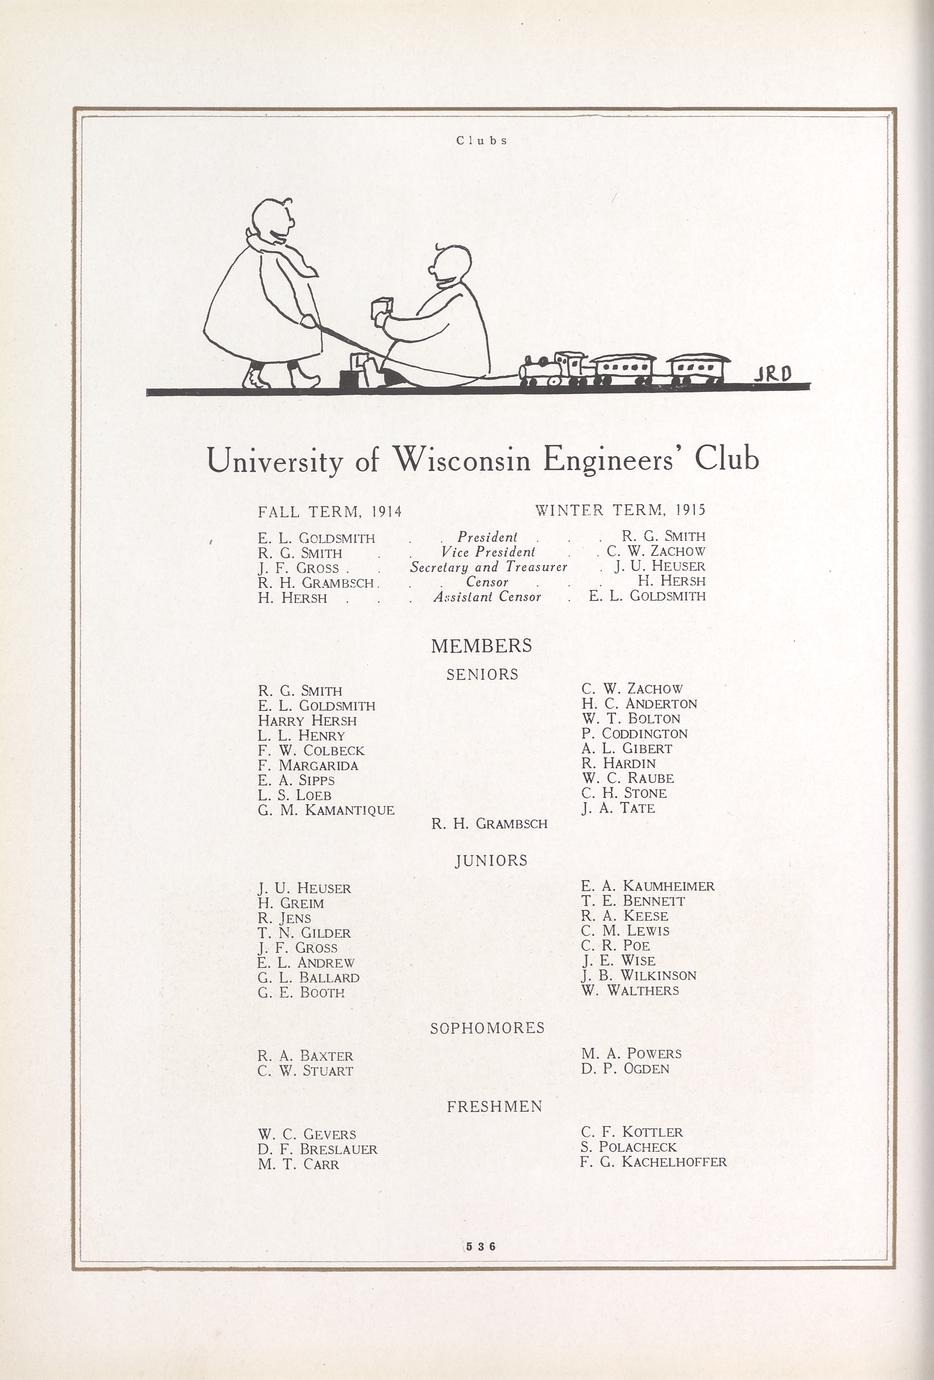 Clubs
JRD
University of Wisconsin Engineers' Club
FALL TERM, 1914 WINTER TERM, 1915
E. L. GOLDSMITH . . President . . . R. G. SMITH
R. G. SMITH . . Vice President . . C. W. ZACHOW
J. F. GROSS . . Secretary and Treasurer . J. U. HEUSER
R. H. GRAMBSCH . . . Censor . . . H. HERSH
H. HERSH . . . Assistant Censor . E. L. GOLDSMITH
MEMBERS
SENIORS
R. G. SMITH C. W. ZACHOW
E. L. GOLDSMITH H. C. ANDERTON
HARRY HERSH W. T. BOLTON
L. L. HENRY P. CODDINGTON
F. W. COLBECK A. L. GIBERT
F. MARGARIDA R. HARDIN
E. A. SIPPS W. C. RAUBE
L. S. LOEB C. H. STONE
G. M. KAMANTIQUE J. A. TATE
R. H. GRAMBSCH
JUNIORS
J. U. HEUSER E. A. KAUMHEIMER
H. GREIM T. E. BENNETT
R. JENS R. A. KEESE
T. N. GILDER C. M. LEWIS
J. F. GROSS C. R. POE
E. L. ANDREW J. E. WISE
G. L. BALLARD J. B. WILKINSON
G. E. BOOTH W. WALTHERS
SOPHOMORES
R. A. BAXTER M. A. POWERS
C. W. STUART D. P. OGDEN
FRESHMEN
W. C. GEVERS C. F. KOTTLER
D. F. BRESLAUER S. POLACHECK
M. T. CARR F. G. KACHELHOFFER
536